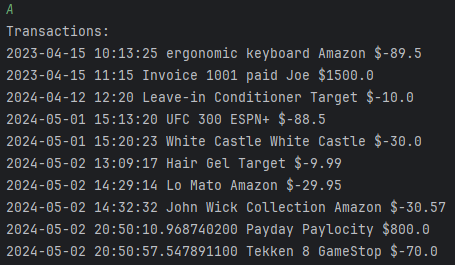 A
Transactions:
2023-04-15 10:13:25 ergonomic keyboard Amazon $-89.5
2023-04-15 11:15 Invoice 1001 paid Joe $1500.0
2024-04-12 12:20 Leave-in Conditioner Target $-10.0
2024-05-01 15:13:20 UFC 300 ESPN+ $-88.5
2024-05-01 15:20:23 White Castle White Castle $-30.0
2024-05-02 13:09:17 Hair Gel Target $-9.99
2024-05-02 14:29:14 Lo Mato Amazon $-29.95
2024-05-02 14:32:32 John Wick Collection Amazon $-30.57
2024-05-02 20:50:10.968740200 Payday Paylocity $800.0
2024-05-02 20:50:57.547891100 Tekken 8 GameStop $-70.0